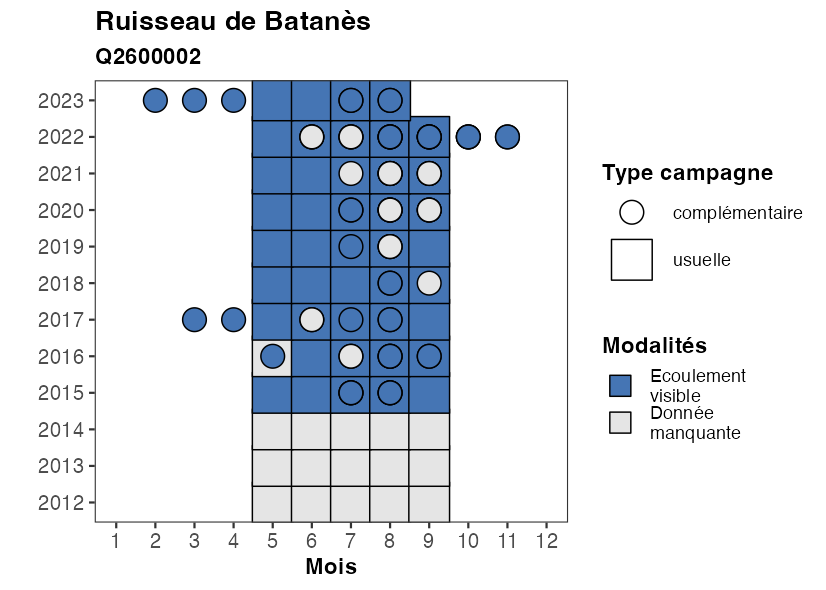 Ruisseau de Batanès
Q2600002
2023
2022
2021
2020
2019
2018
2017
2016
2015
2014
2013
2012
1 2 3 4 5 6 7 8 9 10 11 12
Mois
Type campagne
complémentaire
usuelle
Modalités
Ecoulement
visible
Donnée
manquante